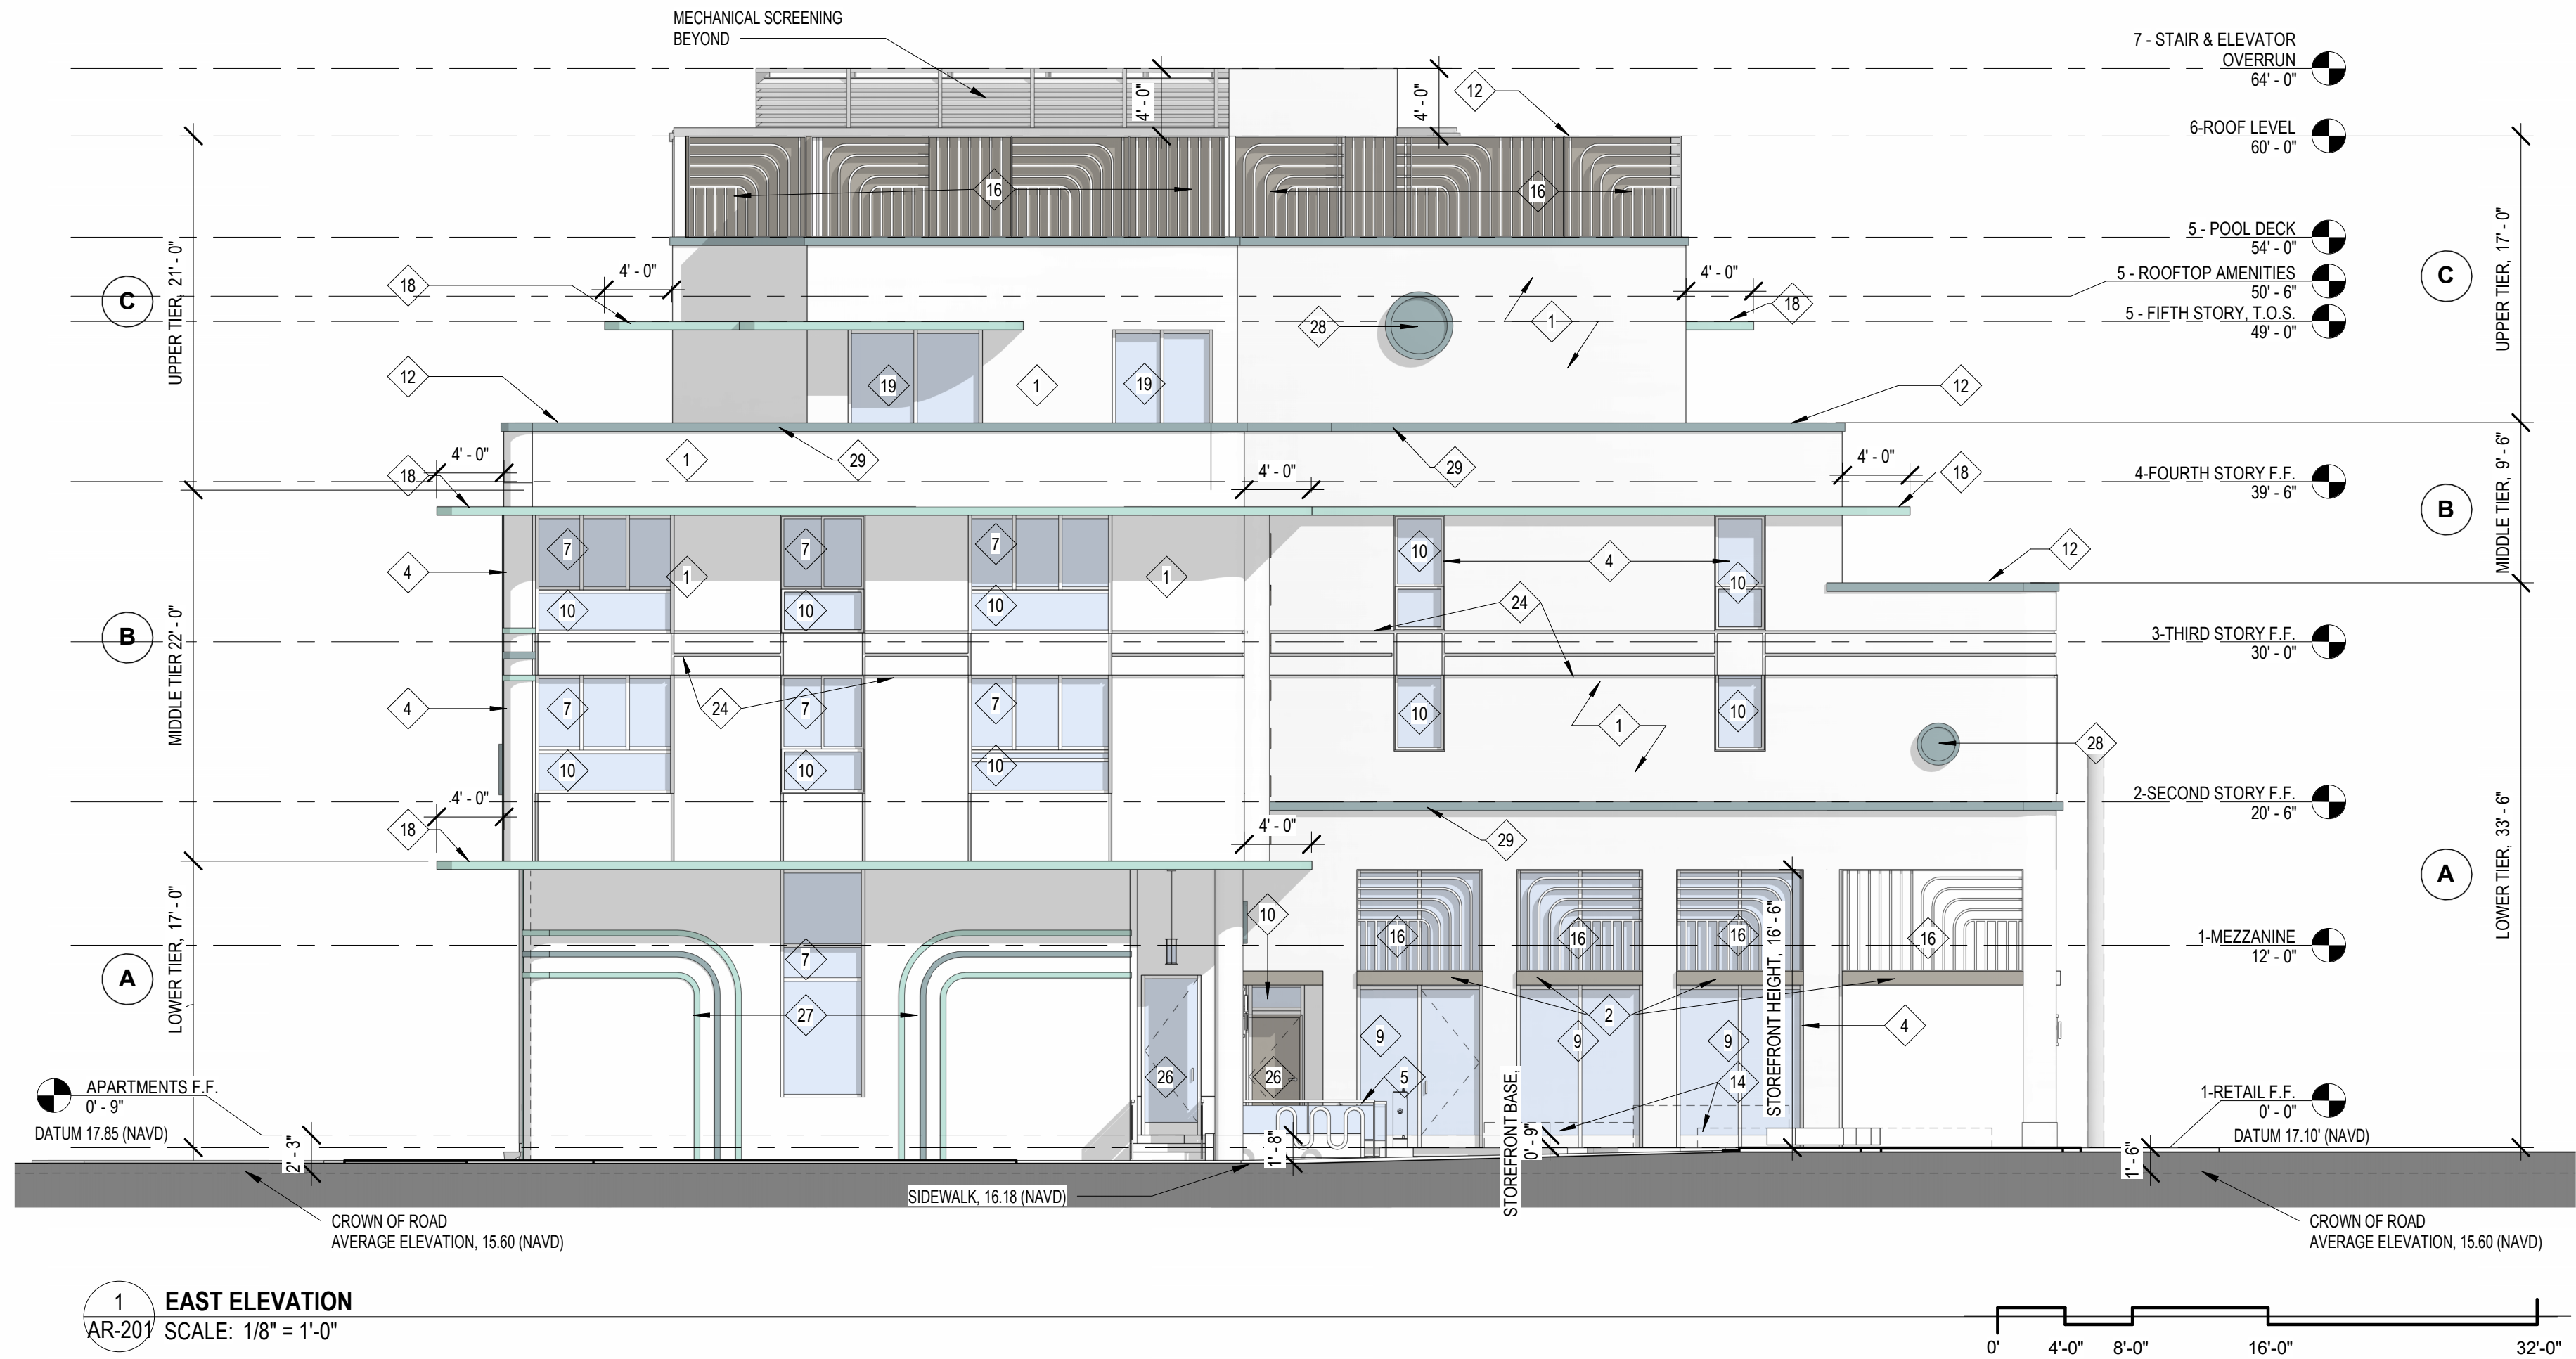 MECHANICAL SCREENING
BEYOND
7 - STAIR & ELEVATOR
OVERRUN
64' - 0"
4' - 0"
4' - 0"
12
6-ROOF LEVEL
60' - 0"
16
16
5 - POOL DECK
54' - 0"
UPPER TIER, 21' - 0"
UPPER TIER, 17' - 0"
C
C
18
4' - 0"
4' - 0"
18
5 - ROOFTOP AMENITIES
50' - 6"
28
1
5 - FIFTH STORY, T.O.S.
49' - 0"
12
19
1
19
12
18
4' - 0"
1
29
4' - 0"
29
4' - 0"
18
4-FOURTH STORY F.F.
39' - 6"
MIDDLE TIER, 9' - 6"
B
4
7
1
7
7
1
10
4
10
12
10
10
10
24
B
MIDDLE TIER 22' - 0"
3-THIRD STORY F.F.
30' - 0"
4
7
24
7
7
10
1
10
28
10
10
10
2-SECOND STORY F.F.
20' - 6"
4' - 0"
18
4' - 0"
29
LOWER TIER, 33' - 6"
A
10
16
16
16
16
1-MEZZANINE
12' - 0"
A
LOWER TIER, 17' - 0"
7
27
2
4
9
9
9
STOREFRONT HEIGHT, 16' - 6"
26
26
5
14
APARTMENTS F.F.
0' - 9"
DATUM 17.85 (NAVD)
1-RETAIL F.F.
0' - 0"
DATUM 17.10' (NAVD)
2' - 3"
1' - 8"
STOREFRONT BASE,
0' - 9"
1' - 6"
SIDEWALK, 16.18 (NAVD)
CROWN OF ROAD
AVERAGE ELEVATION, 15.60 (NAVD)
CROWN OF ROAD
AVERAGE ELEVATION, 15.60 (NAVD)
1
AR-201
EAST ELEVATION
SCALE: 1/8" = 1'-0"
0' 4'-0" 8'-0" 16'-0" 32'-0"